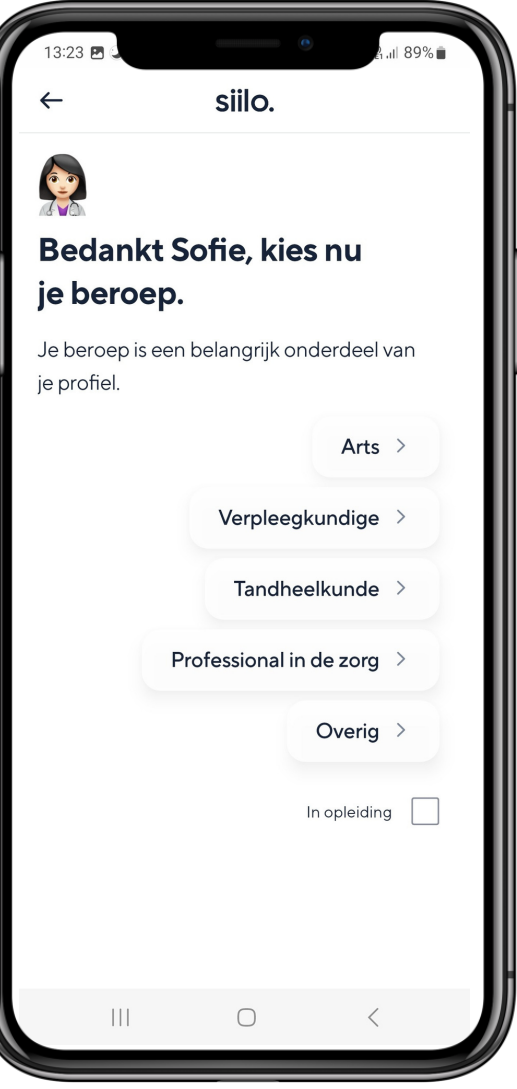 13:23
89%
siilo.
Bedankt Sofie, kies nu
je beroep.
Je beroep is een belangrijk onderdeel van
je profiel.
Arts
Verpleegkundige
Tandheelkunde
Professional in de zorg
Overig
In opleiding